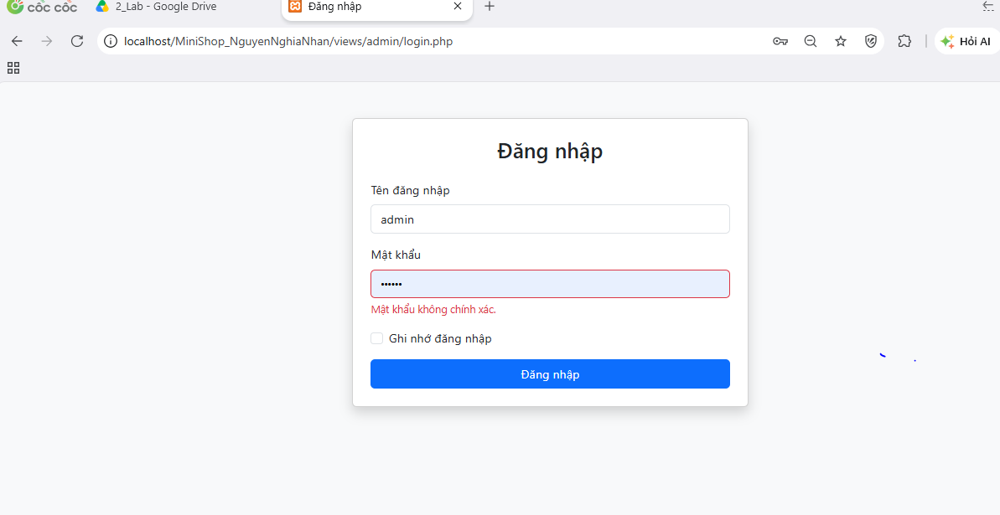 cốc cốc 2_Lab - Google Drive Đăng nhập
localhost/MiniShop_NguyenNghiaNhan/views/admin/login.php Hỏi AI
Đăng nhập
Tên đăng nhập
admin
Mật khẩu
••••••
Mật khẩu không chính xác.
Ghi nhớ đăng nhập
Đăng nhập